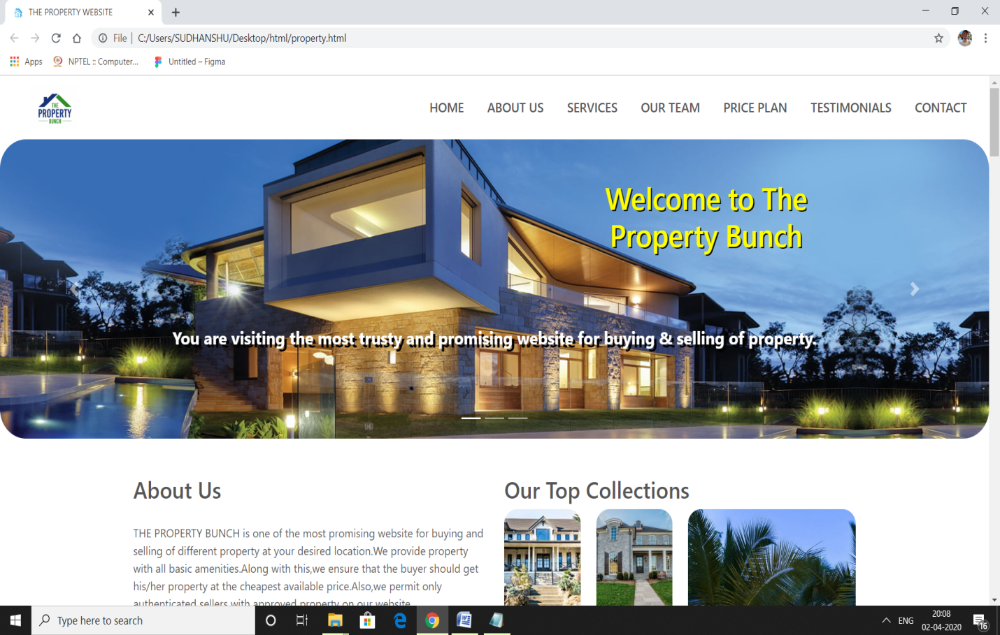 THE PROPERTY WEBSITE
File | C:/Users/SUDHANSHU/Desktop/html/property.html
Apps NPTEL :: Computer... Untitled – Figma
THE
PROPERTY
BUNCH
HOME ABOUT US SERVICES OUR TEAM PRICE PLAN TESTIMONIALS CONTACT
Welcome to The
Property Bunch
You are visiting the most trusty and promising website for buying & selling of property.
About Us
THE PROPERTY BUNCH is one of the most promising website for buying and
selling of different property at your desired location.We provide property
with all basic amenities.Along with this,we ensure that the buyer should get
his/her property at the cheapest available price.Also,we permit only
authenticated sellers with approved property on our website.
Our Top Collections
Type here to search
ENG
20:08
02-04-2020
16